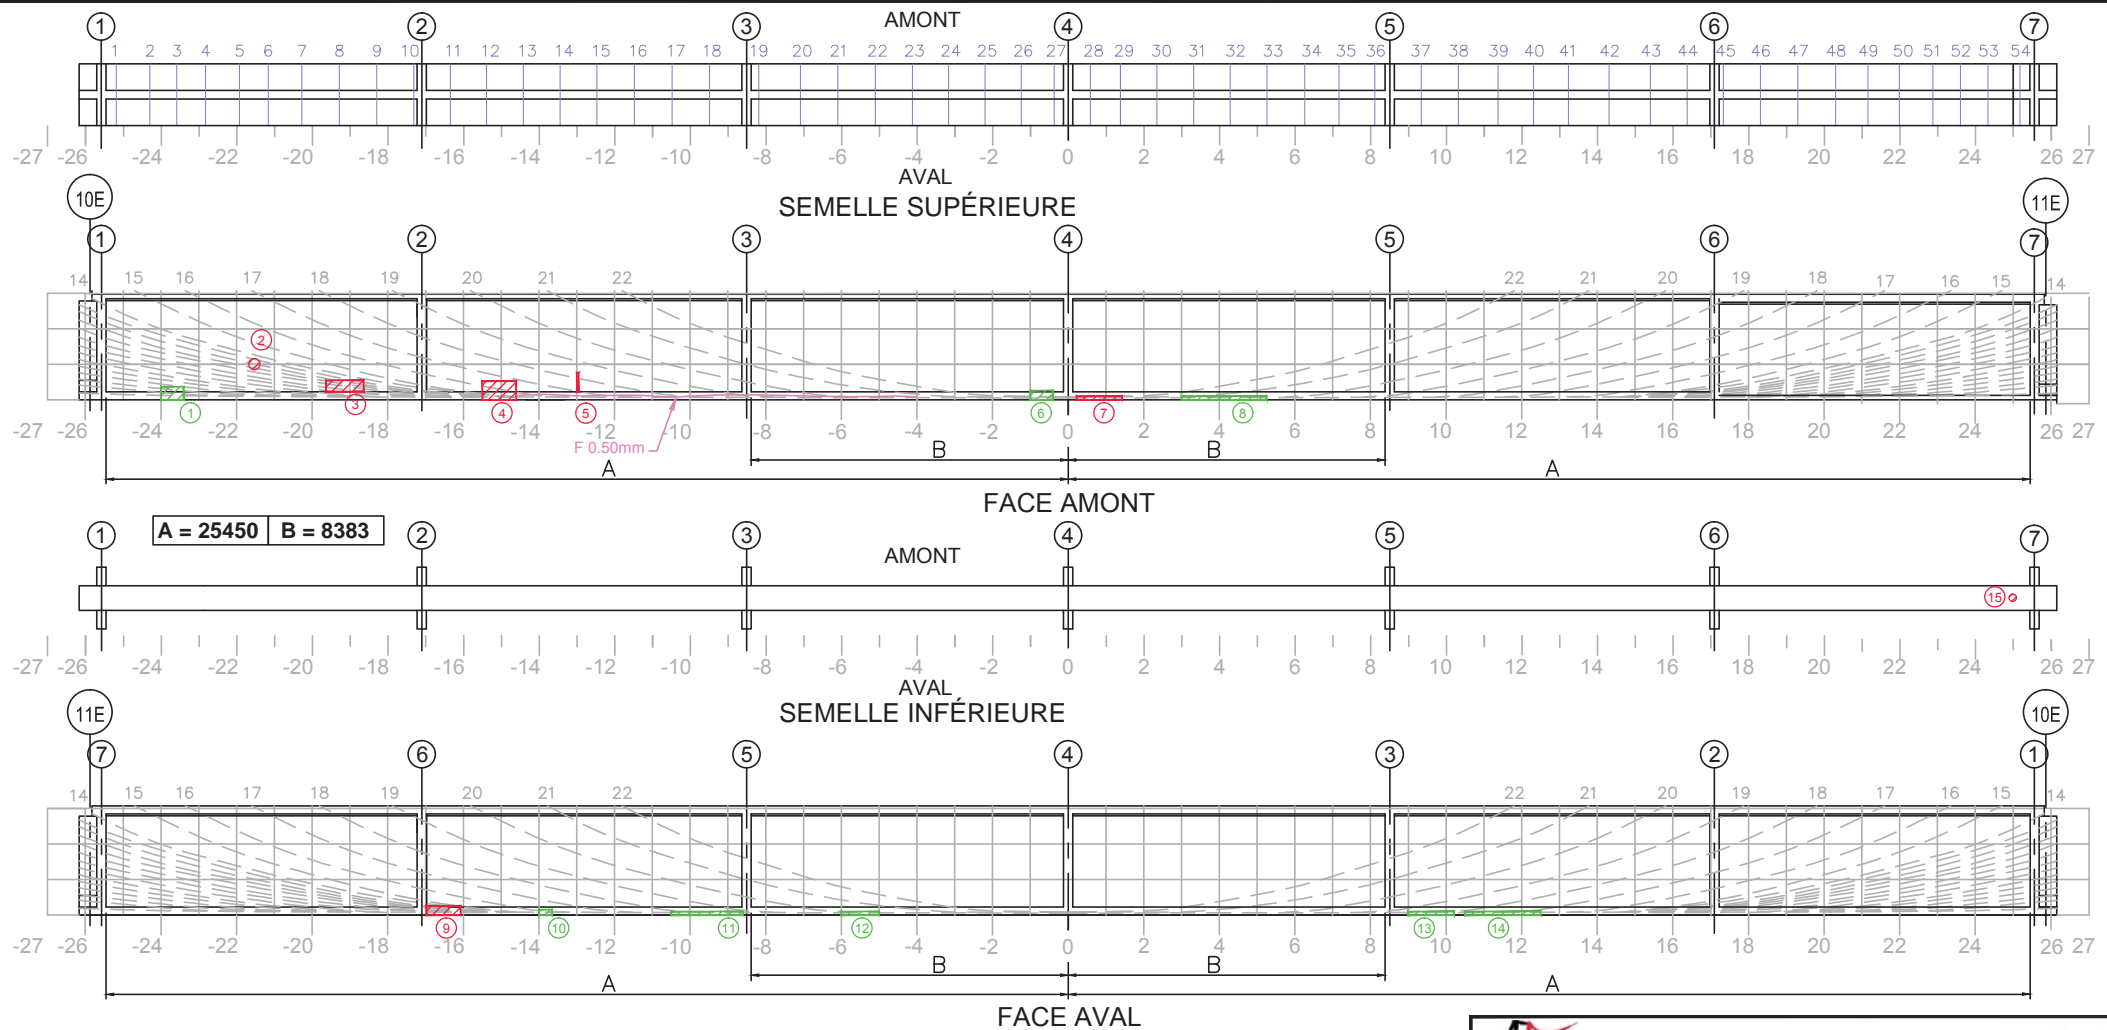 AMONT
1 2 3 4 5 6 7
1 2 3 4 5 6 7 8 9 10 11 12 13 14 15 16 17 18 19 20 21 22 23 24 25 26 27 28 29 30 31 32 33 34 35 36 37 38 39 40 41 42 43 44 45 46 47 48 49 50 51 52 53 54
-27 -26 -24 -22 -20 -18 -16 -14 -12 -10 -8 -6 -4 -2 0 2 4 6 8 10 12 14 16 18 20 22 24 26 27
AVAL
10E SEMELLE SUPÉRIEURE 11E
1 2 3 4 5 6 7
14 15 16 17 18 19 20 21 22 22 21 20 19 18 17 16 15 14
2
3
1 4 5 6 7 8
-27 -26 -24 -22 -20 -18 -16 -14 -12 -10 -8 -6 -4 -2 0 2 4 6 8 10 12 14 16 18 20 22 24 26 27
F 0.50mm B B
A A
FACE AMONT
A = 25450 B = 8383
1 2 3 4 5 6 7
AMONT
15
-27 -26 -24 -22 -20 -18 -16 -14 -12 -10 -8 -6 -4 -2 0 2 4 6 8 10 12 14 16 18 20 22 24 26 27
AVAL
11E SEMELLE INFÉRIEURE 10E
7 6 5 4 3 2 1
14 15 16 17 18 19 20 21 22 22 21 20 19 18 17 16 15 14
9 10 11 12 13 14
-27 -26 -24 -22 -20 -18 -16 -14 -12 -10 -8 -6 -4 -2 0 2 4 6 8 10 12 14 16 18 20 22 24 26 27
B B
A A
FACE AVAL